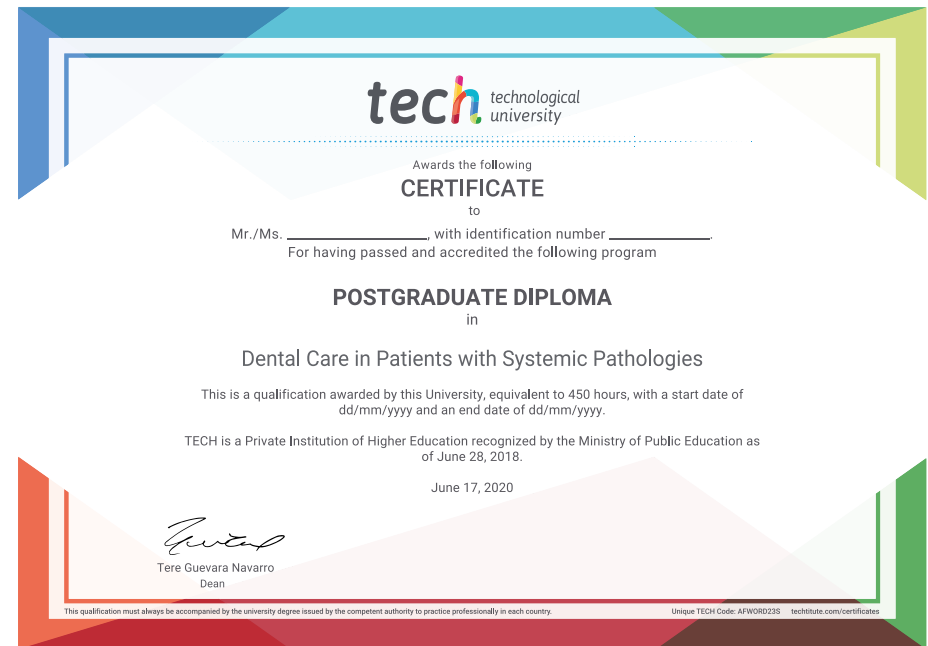 tech technological
university
Awards the following
CERTIFICATE
to
Mr./Ms. ____________________, with identification number ______________.
For having passed and accredited the following program
POSTGRADUATE DIPLOMA
in
Dental Care in Patients with Systemic Pathologies
This is a qualification awarded by this University, equivalent to 450 hours, with a start date of
dd/mm/yyyy and an end date of dd/mm/yyyy.
TECH is a Private Institution of Higher Education recognized by the Ministry of Public Education as
of June 28, 2018.
June 17, 2020
Tere Guevara Navarro
Dean
This qualification must always be accompanied by the university degree issued by the competent authority to practice professionally in each country.
Unique TECH Code: AFWORD23S techtitute.com/certificates